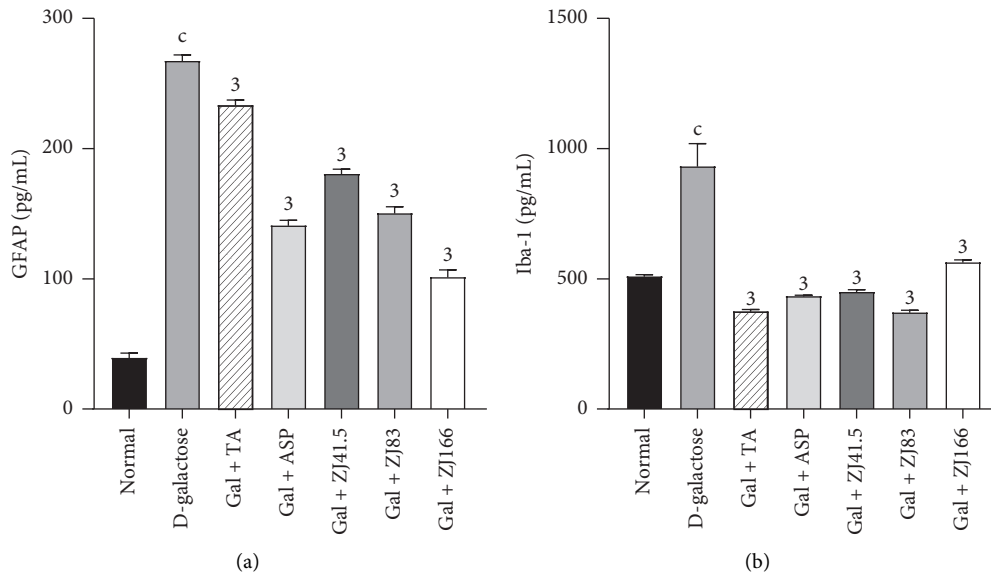 300
200
100
0
GFAP (pg/mL)
c
3
3
3
3
3
Normal
D-galactose
Gal + TA
Gal + ASP
Gal + ZJ41.5
Gal + ZJ83
Gal + ZJ166
(a)
1500
1000
500
0
Iba-1 (pg/mL)
c
3
3
3
3
3
Normal
D-galactose
Gal + TA
Gal + ASP
Gal + ZJ41.5
Gal + ZJ83
Gal + ZJ166
(b)